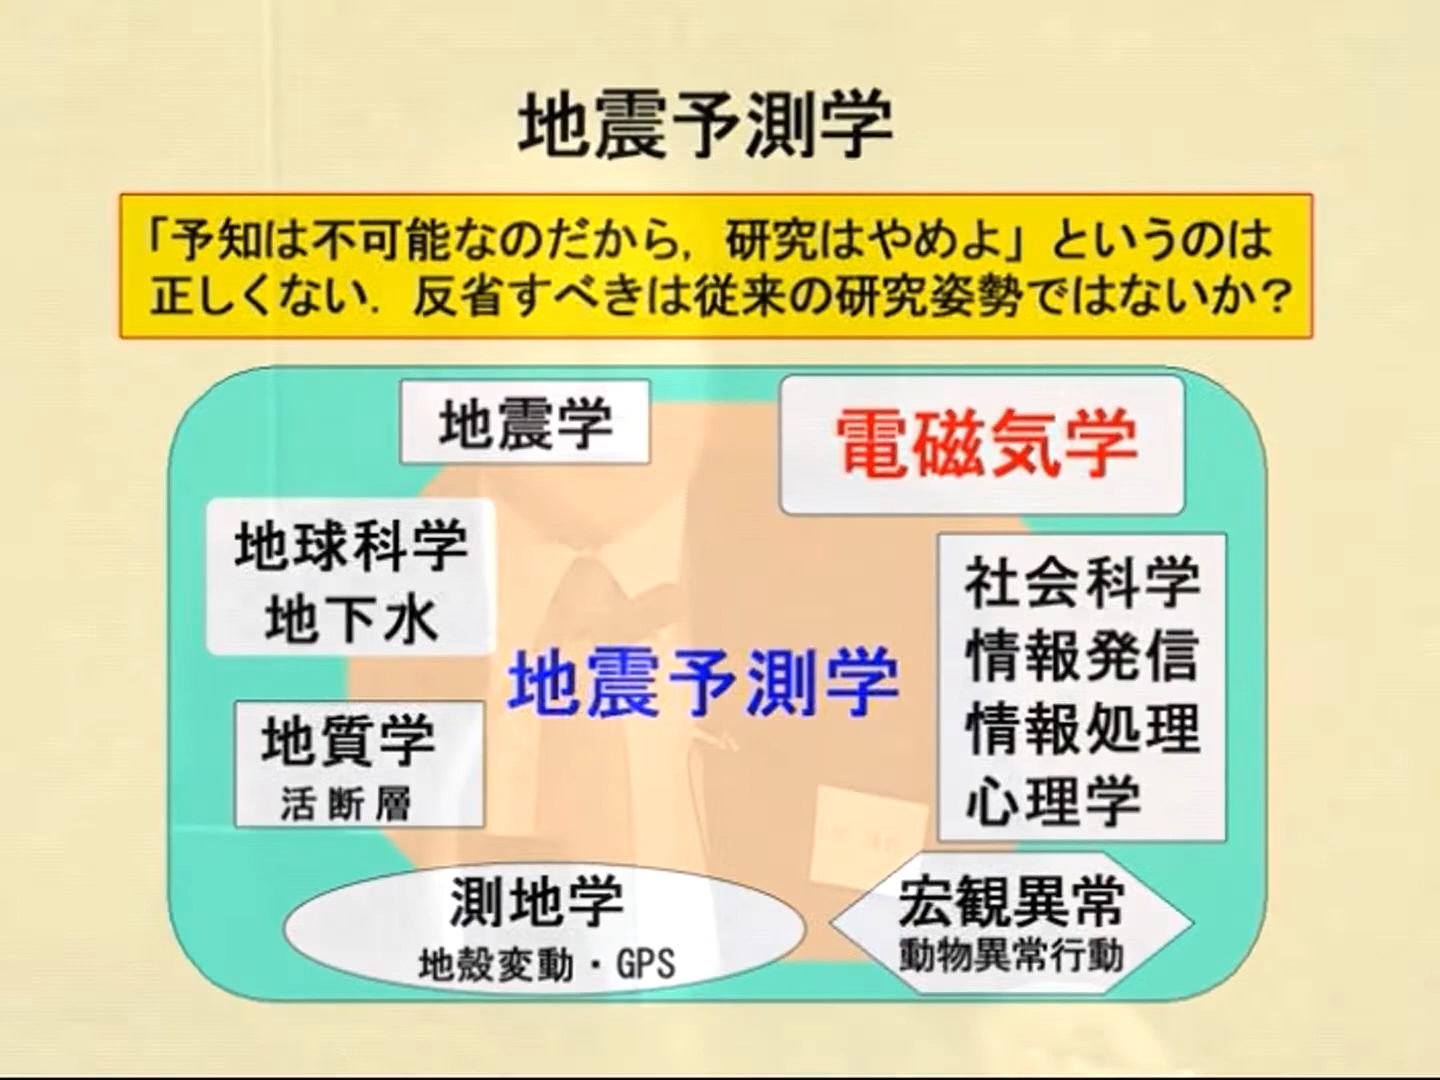 地震予測学
「予知は不可能なのだから, 研究はやめよ」というのは
正しくない. 反省すべきは従来の研究姿勢ではないか?
地震学
電磁気学
地球科学
地下水
社会科学
情報発信
情報処理
心理学
地震予測学
地質学
活断層
測地学
地殻変動・GPS
宏観異常
動物異常行動